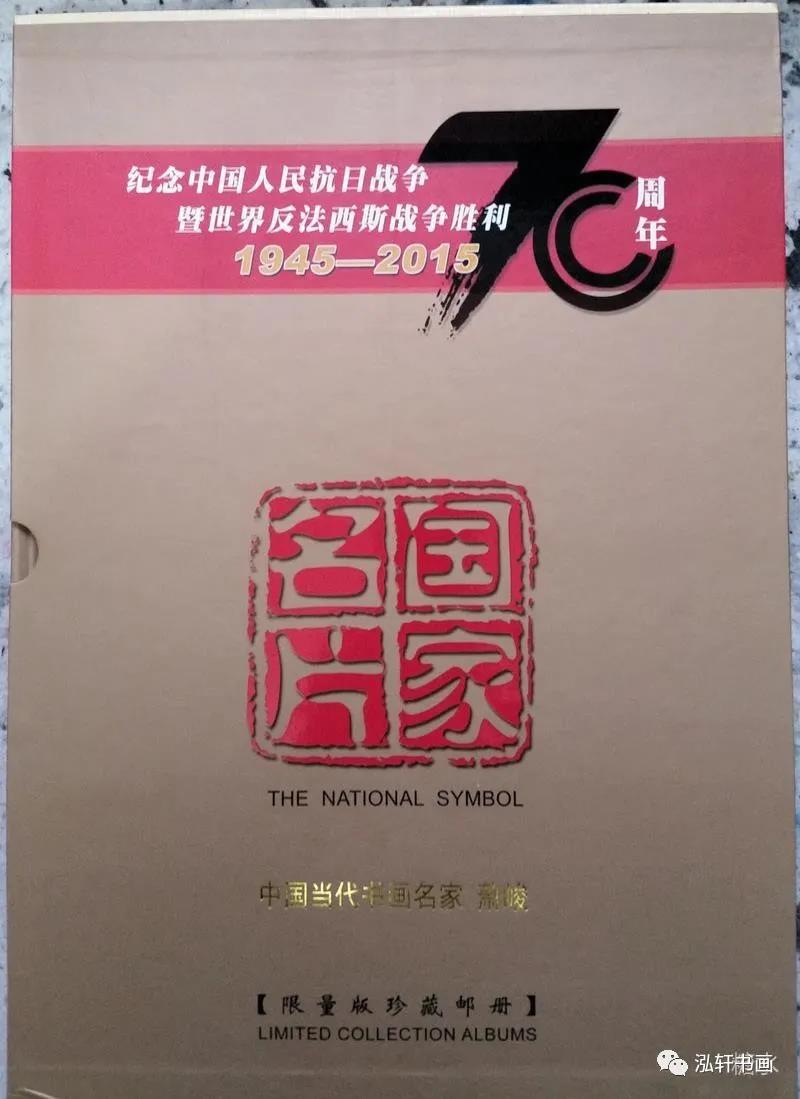 纪念中国人民抗日战争
暨世界反法西斯战争胜利
1945—2015
70
周年
国家
名片
THE NATIONAL SYMBOL
中国当代书画名家 萧峻
【限量版珍藏邮册】
LIMITED COLLECTION ALBUMS
泓轩书画